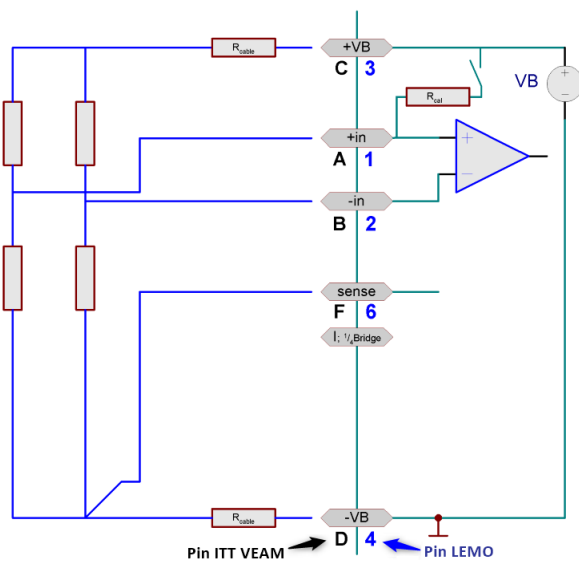 Rcable
+VB
C 3
VB
Rcal
+in
A 1
-in
B 2
sense
F 6
I; 1/4Bridge
Rcable
-VB
D 4
Pin ITT VEAM
Pin LEMO